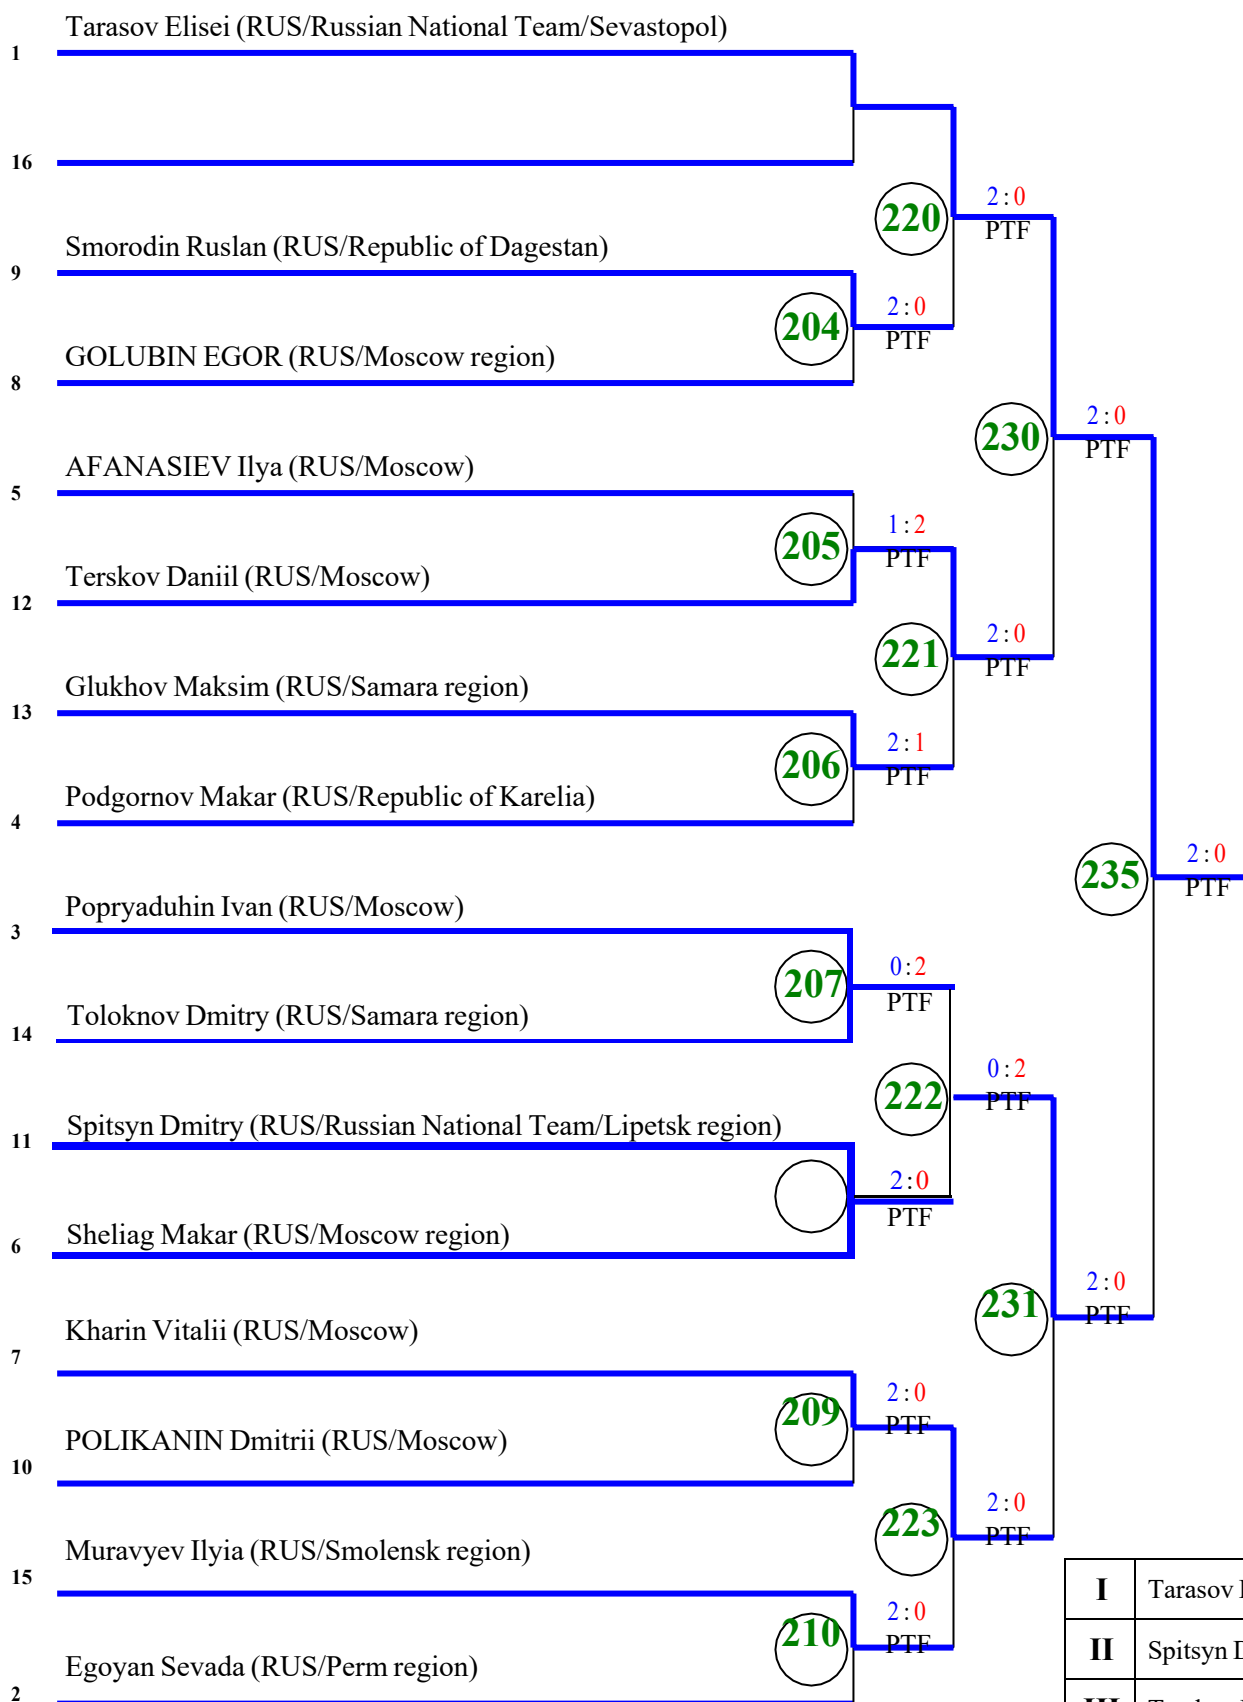 Tarasov Elisei (RUS/Russian National Team/Sevastopol)
1
16
2:0
220
PTF
Smorodin Ruslan (RUS/Republic of Dagestan)
9
2:0
204
PTF
GOLUBIN EGOR (RUS/Moscow region)
8
2:0
230
PTF
AFANASIEV Ilya (RUS/Moscow)
5
1:2
205
PTF
Terskov Daniil (RUS/Moscow)
12
2:0
221
PTF
Glukhov Maksim (RUS/Samara region)
13
2:1
206
PTF
Podgornov Makar (RUS/Republic of Karelia)
4
2:0
235
PTF
Popryaduhin Ivan (RUS/Moscow)
3
0:2
207
PTF
Toloknov Dmitry (RUS/Samara region)
14
0:2
222
PTF
Spitsyn Dmitry (RUS/Russian National Team/Lipetsk region)
11
2:0
PTF
Sheliag Makar (RUS/Moscow region)
6
2:0
231
PTF
Kharin Vitalii (RUS/Moscow)
7
2:0
209
PTF
POLIKANIN Dmitrii (RUS/Moscow)
10
2:0
223
PTF
Muravyev Ilyia (RUS/Smolensk region)
15
I Tarasov
2:0
210
PTF
II Spitsyn D
Egoyan Sevada (RUS/Perm region)
2
III